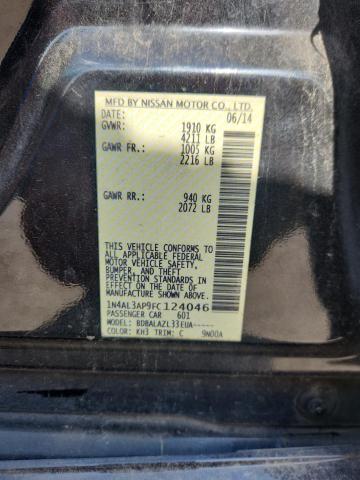 MFD BY NISSAN MOTOR CO., LTD.
DATE: 06/14
GVWR: 1910 KG
4211 LB
GAWR FR.: 1005 KG
2216 LB
GAWR RR.: 940 KG
2072 LB
THIS VEHICLE CONFORMS TO
ALL APPLICABLE FEDERAL
MOTOR VEHICLE SAFETY,
BUMPER, AND THEFT
PREVENTION STANDARDS IN
EFFECT ON THE DATE OF
MANUFACTURE SHOWN ABOVE.
1N4AL3AP9FC124046
PASSENGER CAR 601
MODEL: BDBALAZL33EUA-----
COLOR: KH3 TRIM: C 9N00A